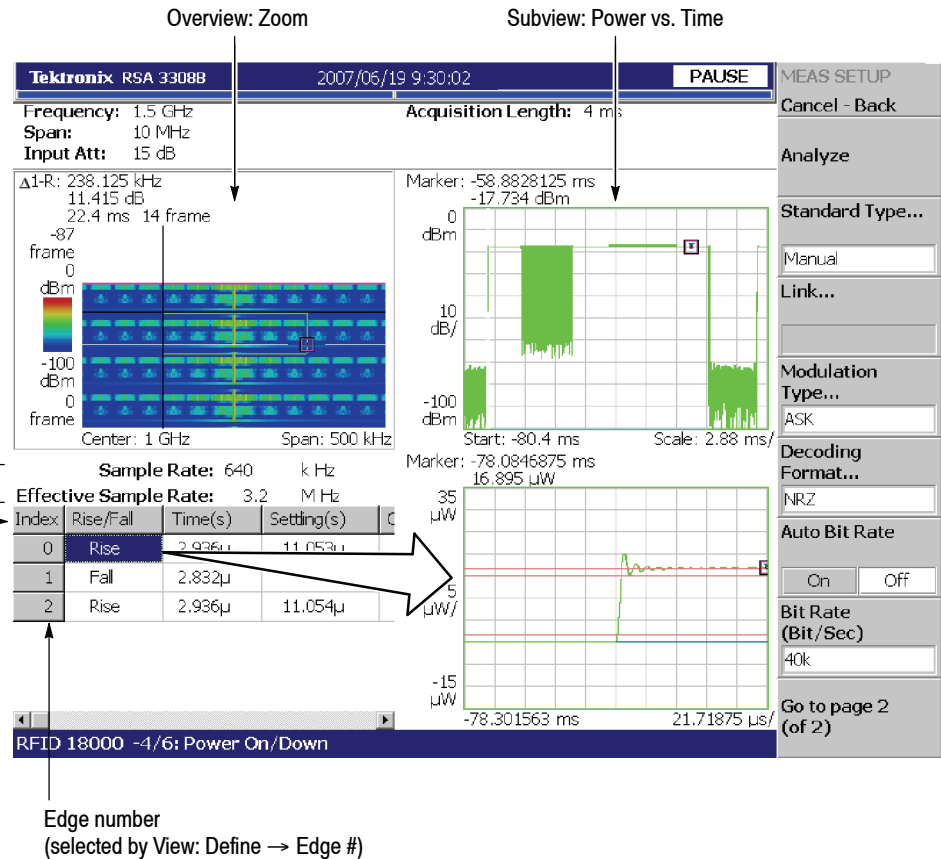 Overview: Zoom
Subview: Power vs. Time
Tektronix RSA 3308B
2007/06/19 9:30:02
PAUSE
Frequency: 1.5 GHz
Span: 10 MHz
Input Att: 15 dB
Acquisition Length: 4 ms
Δ1-R: 238.125 kHz
11.415 dB
22.4 ms 14 frame
-87
frame
0
dBm
-100
dBm
0
frame
Center: 1 GHz
Span: 500 kHz
Marker: -58.8828125 ms
-17.734 dBm
0
dBm
10
dB/
-100
dBm
Start: -80.4 ms
Scale: 2.88 ms/
Sample Rate: 640 k Hz
Effective Sample Rate: 3.2 M Hz
Index Rise/Fall Time(s) Settling(s)
0 Rise 2.936µ 11.053µ
1 Fall 2.832µ
2 Rise 2.936µ 11.054µ
Marker: -78.0846875 ms
16.895 µW
35
µW
5
µW/
-15
µW
-78.301563 ms
21.71875 µs/
RFID 18000 -4/6: Power On/Down
MEAS SETUP
Cancel - Back
Analyze
Standard Type...
Manual
Link...
Modulation
Type...
ASK
Decoding
Format...
NRZ
Auto Bit Rate
On Off
Bit Rate
(Bit/Sec)
40k
Go to page 2
(of 2)
Edge number
(selected by View: Define → Edge #)